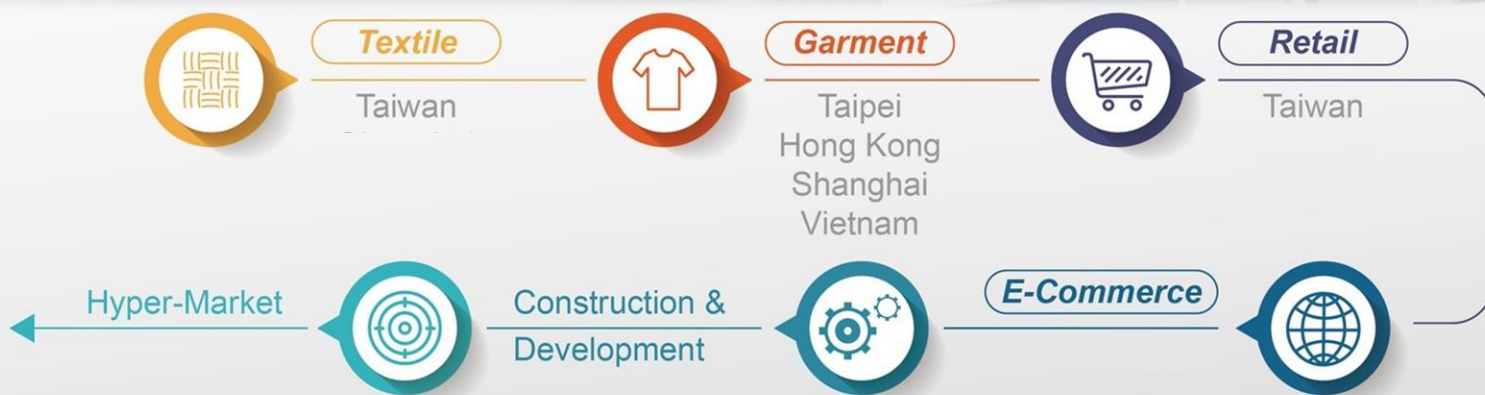 Textile
Taiwan
Garment
Taipei
Hong Kong
Shanghai
Vietnam
Retail
Taiwan
E-Commerce
Construction &
Development
Hyper-Market